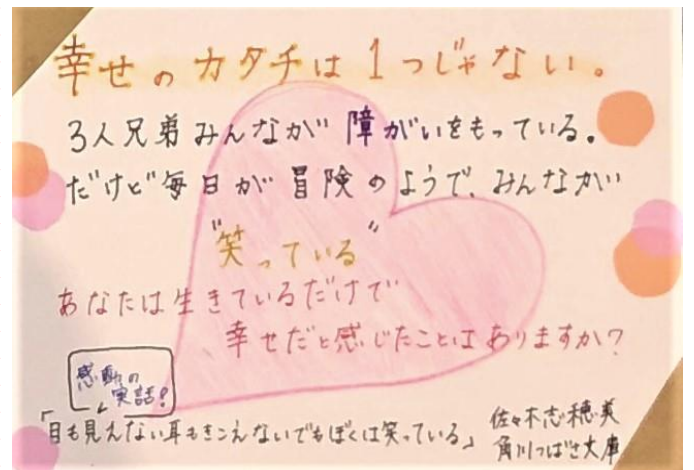 幸せのカタチは1つじゃない。
3人兄弟みんなが障がいをもっている。
だけど毎日が冒険のようで、みんなが
"笑っている"
あなたは生きているだけで
幸せだと感じたことはありますか?
感動の
実話!
「目も見えない耳もきこえないでもぼくは笑っている」
佐々木志穂美
角川つばさ文庫